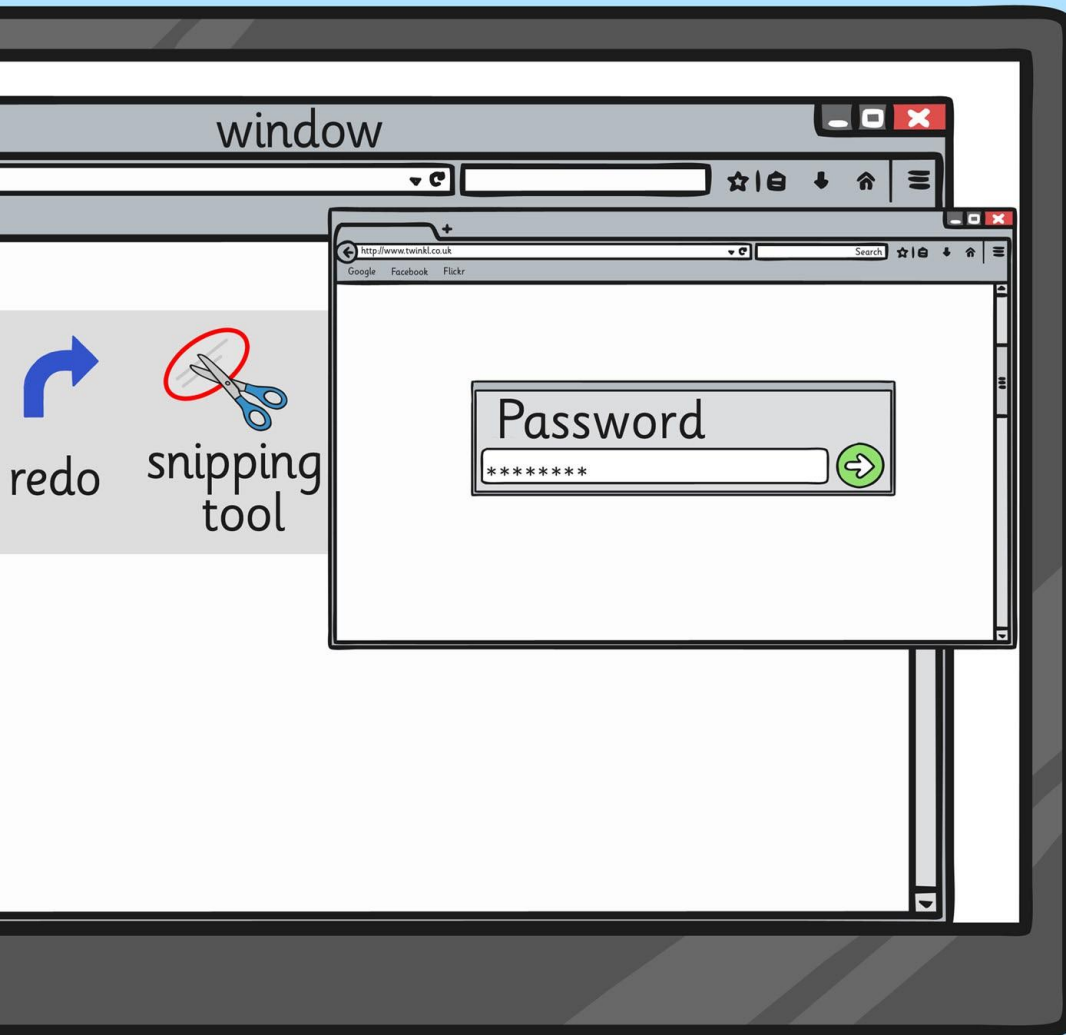 window
http://www.twinkl.co.uk
Search
Google Facebook Flickr
Password
********
redo
snipping
tool